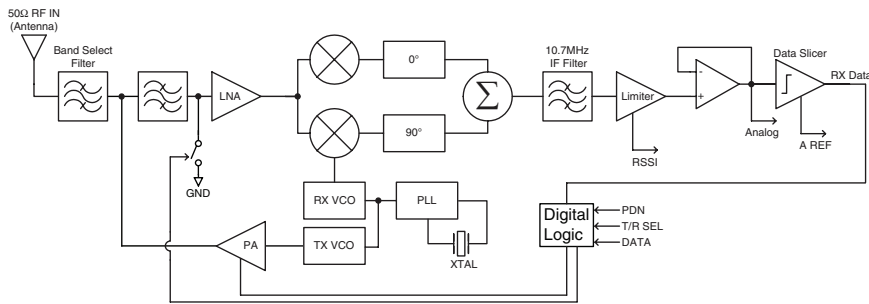 50Ω RF IN
(Antenna)
Band Select
Filter
LNA
0°
90°
Σ
10.7MHz
IF Filter
Limiter
-
+
Data Slicer
RX Data
Analog
A REF
RSSI
GND
RX VCO
PLL
PA
TX VCO
XTAL
Digital
Logic
PDN
T/R SEL
DATA